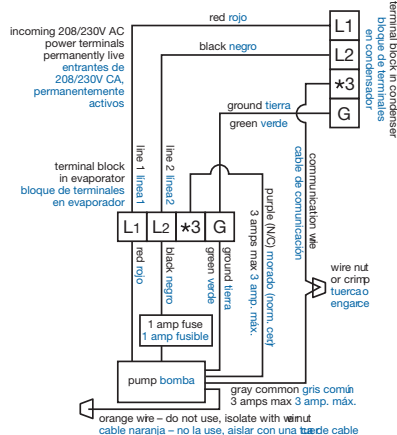 red rojo
L1
incoming 208/230V AC
power terminals
permanently live
entrantes de
208/230V CA,
permanentemente
activos
black negro
L2
terminal block in condenser
bloque de terminales
en condensador
*3
ground tierra
G
green verde
line 1 linea1
line 2 linea2
communication wie
cable de comunicación
terminal block
in evaporator
bloque de terminales
en evaporador
purple (N/C) morado (norm. cerr)
3 amps max 3 amp. máx.
L1 L2 *3 G
red rojo
black negro
green verde
ground tierra
wire nut
or crimp
tuerca o
engarce
1 amp fuse
1 amp fusible
pump bomba
gray common gris común
3 amps max 3 amp. máx.
orange wire – do not use, isolate with
cable naranja – no la use, aislar con una de cable